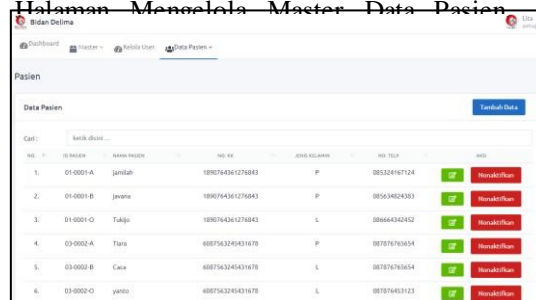 Halaman Mengelola Master Data Pasien
Bidan Delima
Lita
Dashboard Master Kelola User Data Pasien
Pasien
Data Pasien Tambah Data
Cari : ketik disini ...
NO. ID PASIEN NAMA PASIEN NO. KK JENIS KELAMIN NO. TELP AKSI
1. 01-0001-A Jamilah 1890764361276843 P 085324167124 Nonaktifkan
2. 01-0001-B Javana 1890764361276843 P 085634824383 Nonaktifkan
3. 01-0001-O Tukijo 1890764361276843 L 086664342452 Nonaktifkan
4. 03-0002-A Tiara 6087563245431678 P 087876765654 Nonaktifkan
5. 03-0002-B Caca 6087563245431678 L 087876765654 Nonaktifkan
6. 03-0002-O yanto 6087563245431678 L 087876453123 Nonaktifkan